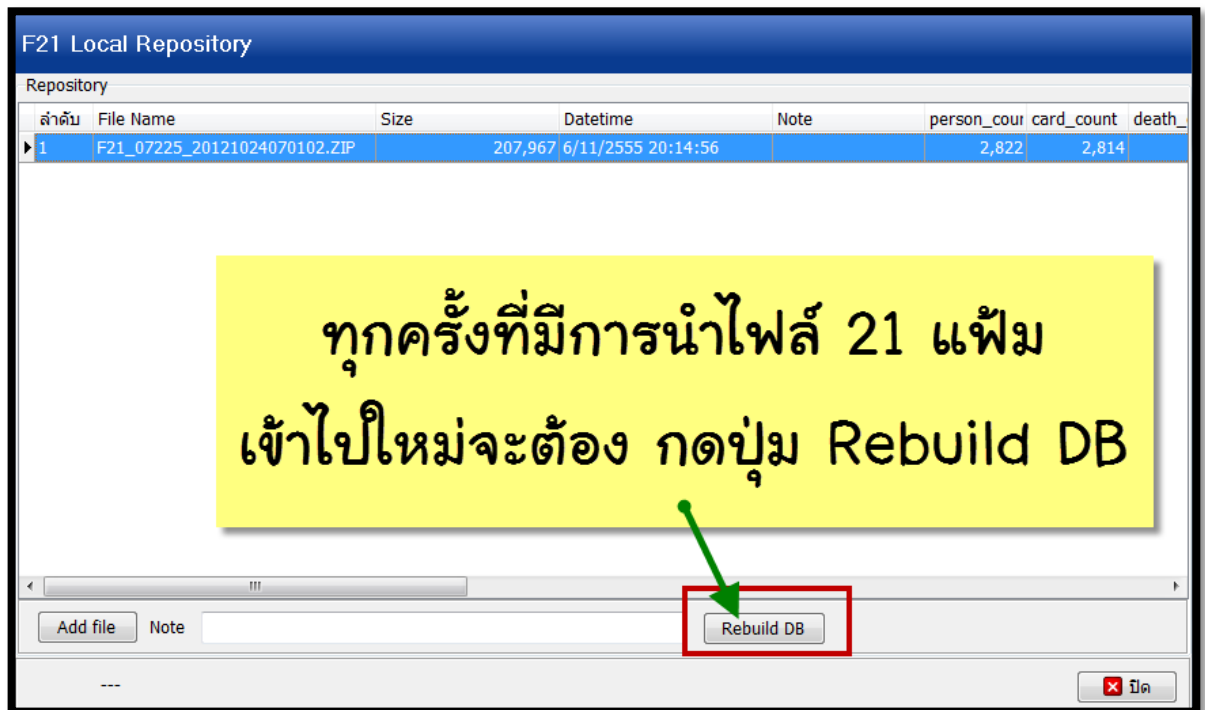 F21 Local Repository
Repository
ลำดับ File Name Size Datetime Note person_cour card_count death_
1 F21_07225_20121024070102.ZIP 207,967 6/11/2555 20:14:56 2,822 2,814
ทุกครั้งที่มีการนำไฟล์ 21 แฟ้ม
เข้าไปใหม่จะต้อง กดปุ่ม Rebuild DB
Add file Note Rebuild DB
--- ปิด